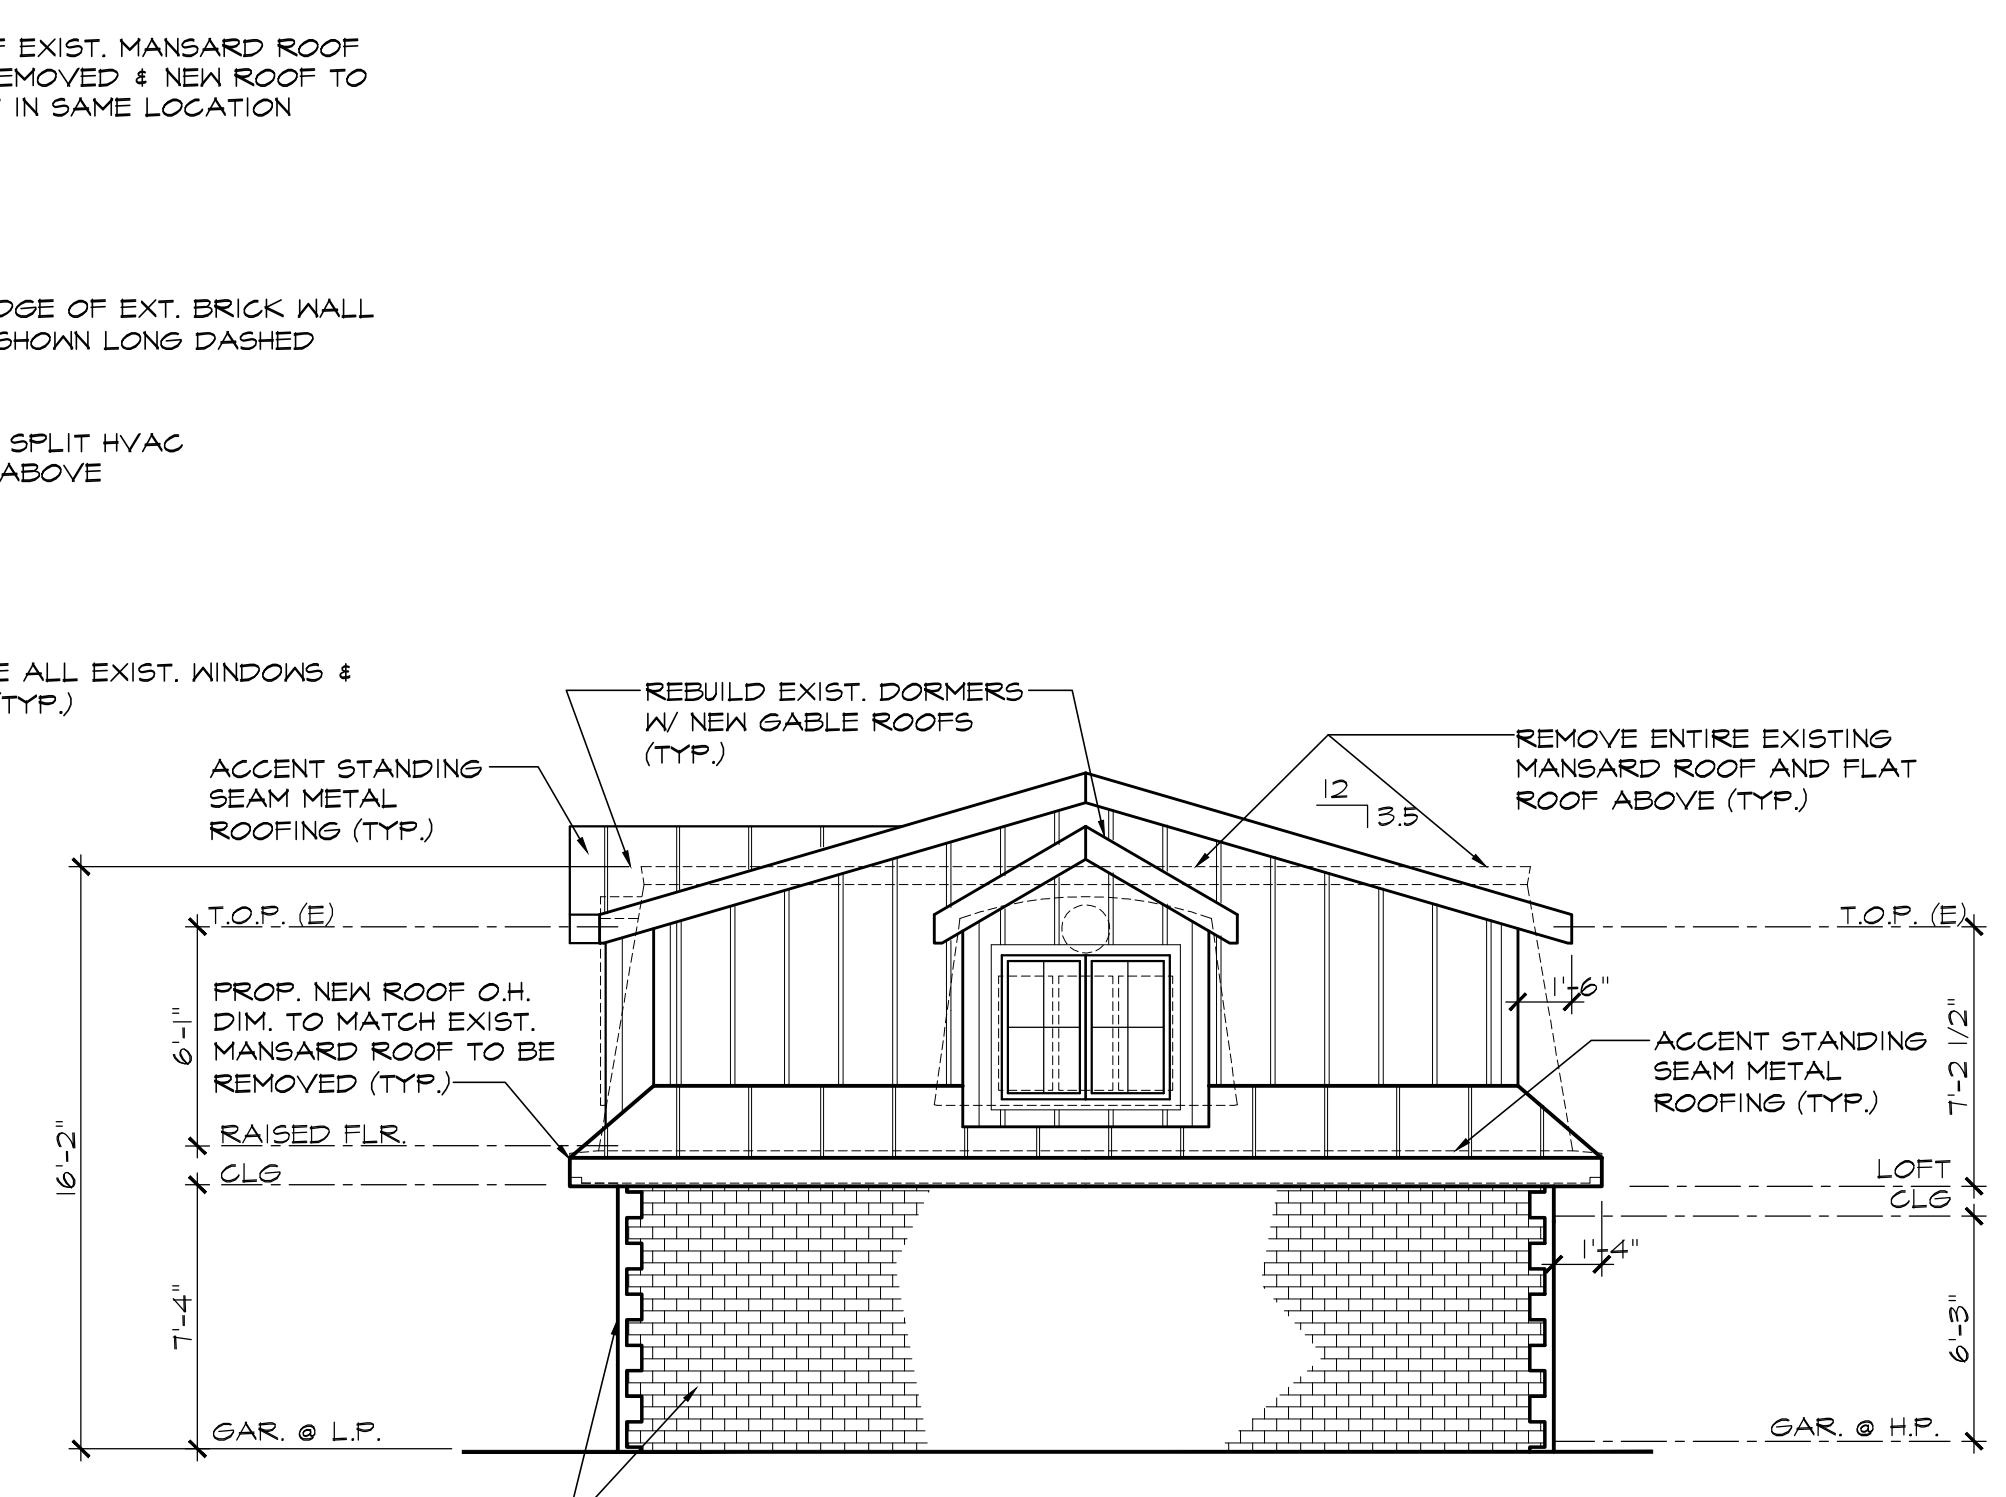 EXIST. MANSARD ROOF
EMOVED & NEW ROOF TO
IN SAME LOCATION
DGE OF EXT. BRICK WALL
SHOWN LONG DASHED
SPLIT HVAC
ABOVE
E ALL EXIST. WINDOWS &
(TYP.)
REBUILD EXIST. DORMERS
W/ NEW GABLE ROOFS
(TYP.)
ACCENT STANDING
SEAM METAL
ROOFING (TYP.)
REMOVE ENTIRE EXISTING
MANSARD ROOF AND FLAT
ROOF ABOVE (TYP.)
12
3.5
T.O.P. (E)
T.O.P. (E)
PROP. NEW ROOF O.H.
DIM. TO MATCH EXIST.
MANSARD ROOF TO BE
REMOVED (TYP.)
1'-6"
6'-1"
7'-2 1/2"
ACCENT STANDING
SEAM METAL
ROOFING (TYP.)
16'-2"
RAISED FLR.
CLG
LOFT
CLG
1'-4"
7'-4"
6'-3"
GAR. @ L.P.
GAR. @ H.P.